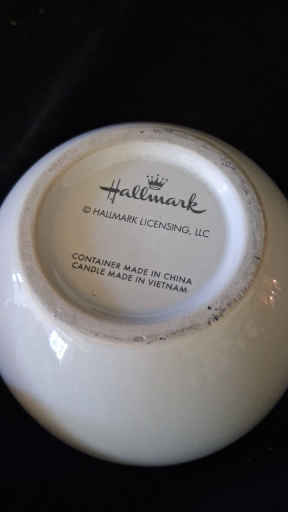 Hallmark
© HALLMARK LICENSING, LLC
CONTAINER MADE IN CHINA
CANDLE MADE IN VIETNAM